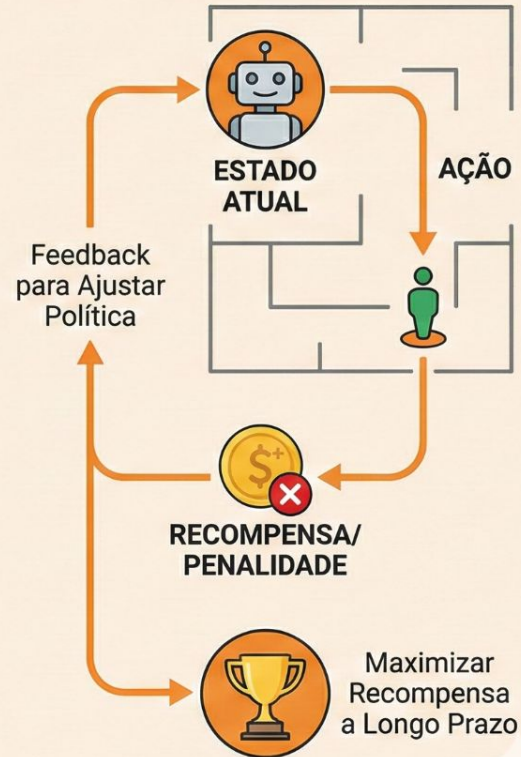 ESTADO
ATUAL
AÇÃO
Feedback
para Ajustar
Política
$+
RECOMPENSA/
PENALIDADE
Maximizar
Recompensa
a Longo Prazo